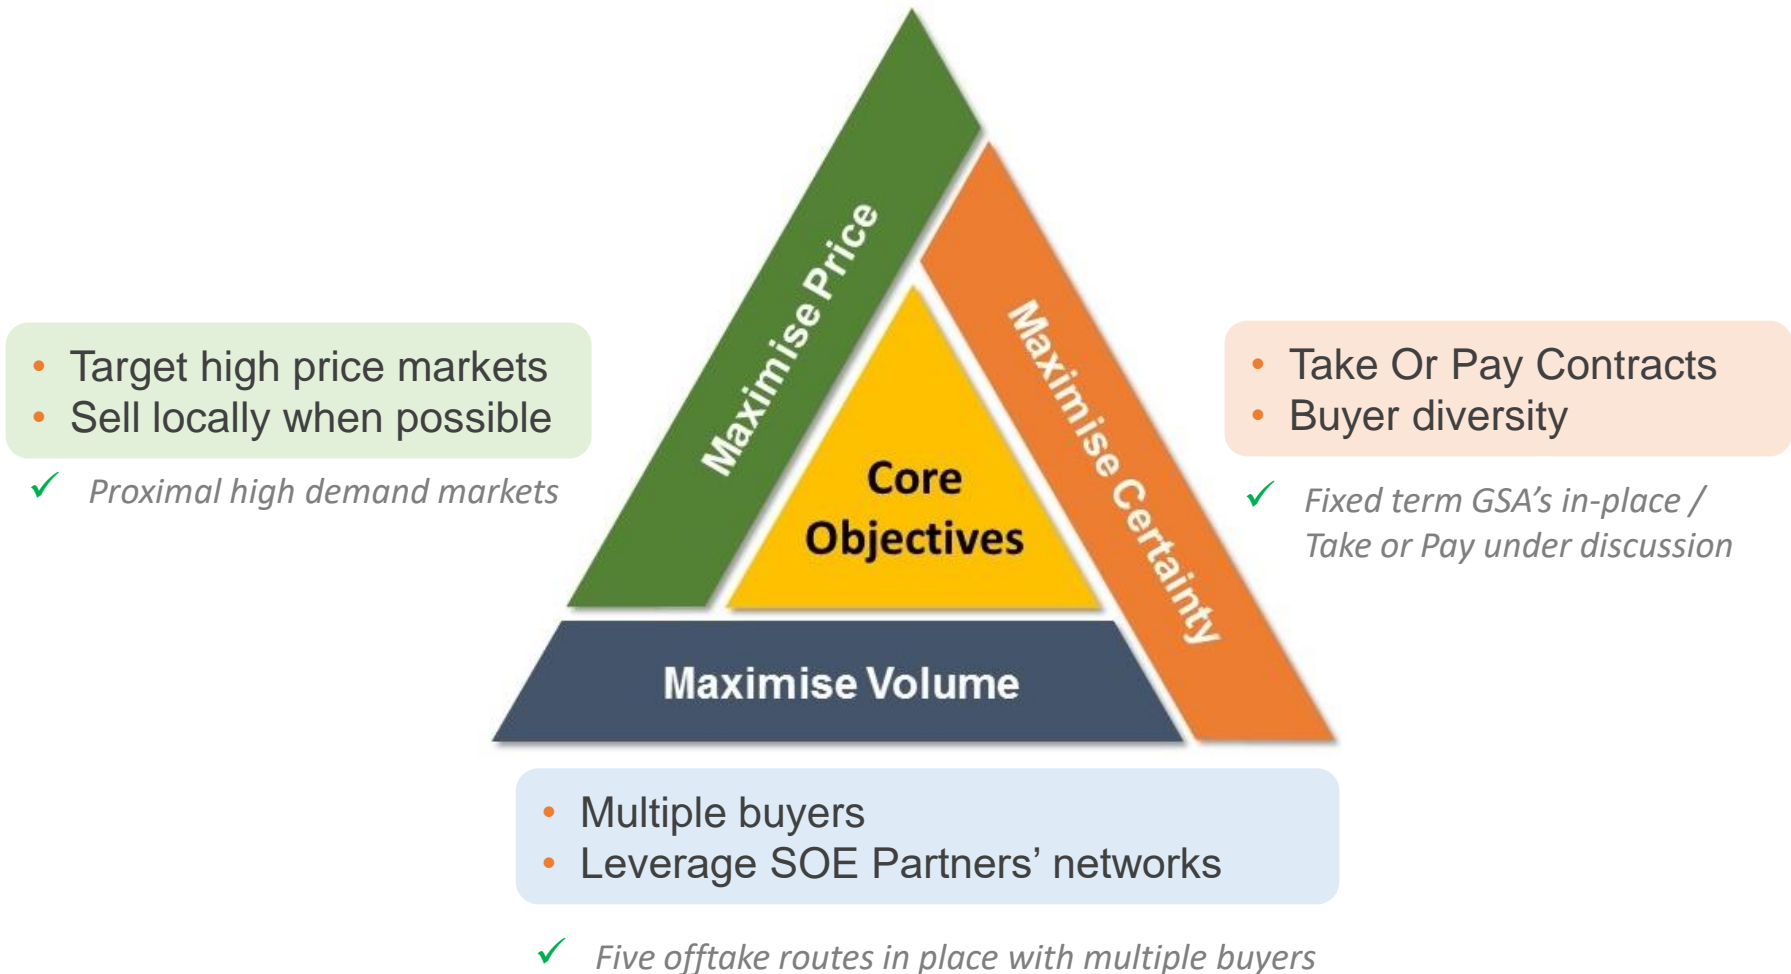 Maximise Price
Maximise Certainty
Core
Objectives
Maximise Volume
• Target high price markets
• Sell locally when possible
✓ Proximal high demand markets
• Take Or Pay Contracts
• Buyer diversity
✓ Fixed term GSA’s in-place /
Take or Pay under discussion
• Multiple buyers
• Leverage SOE Partners’ networks
✓ Five offtake routes in place with multiple buyers